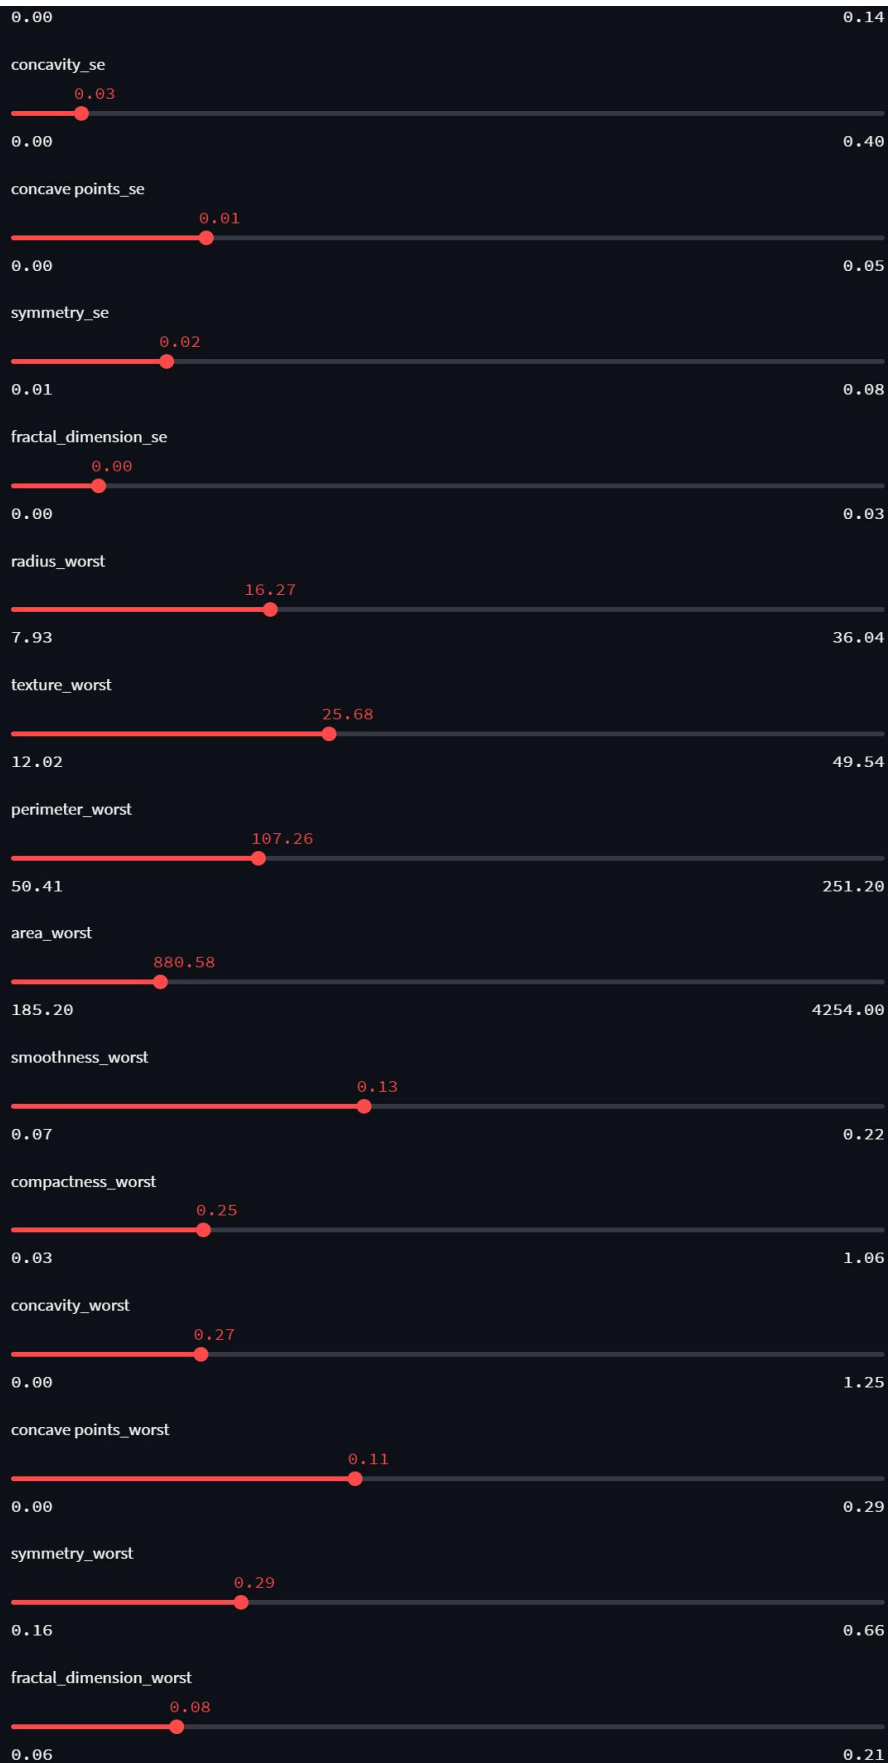 0.00 0.14
concavity_se
0.03
0.00 0.40
concave points_se
0.01
0.00 0.05
symmetry_se
0.02
0.01 0.08
fractal_dimension_se
0.00
0.00 0.03
radius_worst
16.27
7.93 36.04
texture_worst
25.68
12.02 49.54
perimeter_worst
107.26
50.41 251.20
area_worst
880.58
185.20 4254.00
smoothness_worst
0.13
0.07 0.22
compactness_worst
0.25
0.03 1.06
concavity_worst
0.27
0.00 1.25
concave points_worst
0.11
0.00 0.29
symmetry_worst
0.29
0.16 0.66
fractal_dimension_worst
0.08
0.06 0.21